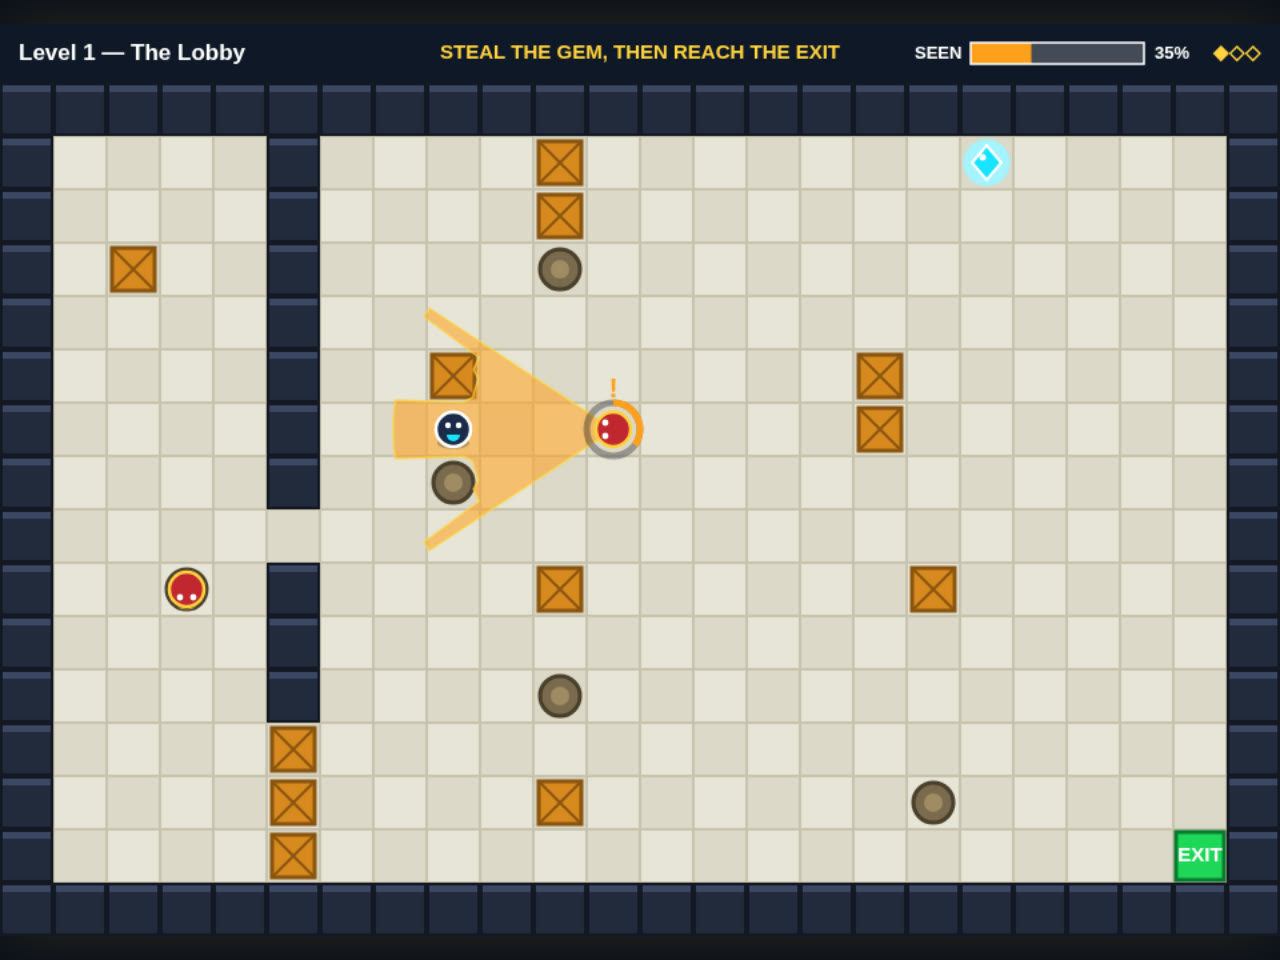 Level 1 — The Lobby
STEAL THE GEM, THEN REACH THE EXIT
SEEN 35%
!
EXIT